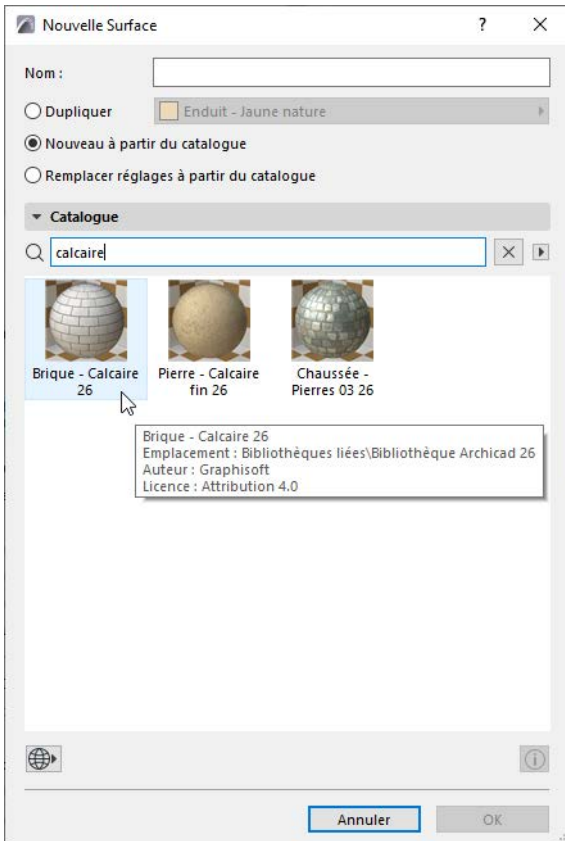 Nouvelle Surface
?
Nom :
Dupliquer
Enduit - Jaune nature
Nouveau à partir du catalogue
Remplacer réglages à partir du catalogue
Catalogue
calcaire
Brique - Calcaire
26
Pierre - Calcaire
fin 26
Chaussée -
Pierres 03 26
Brique - Calcaire 26
Emplacement : Bibliothèques liées\Bibliothèque Archicad 26
Auteur : Graphisoft
Licence : Attribution 4.0
Annuler
OK